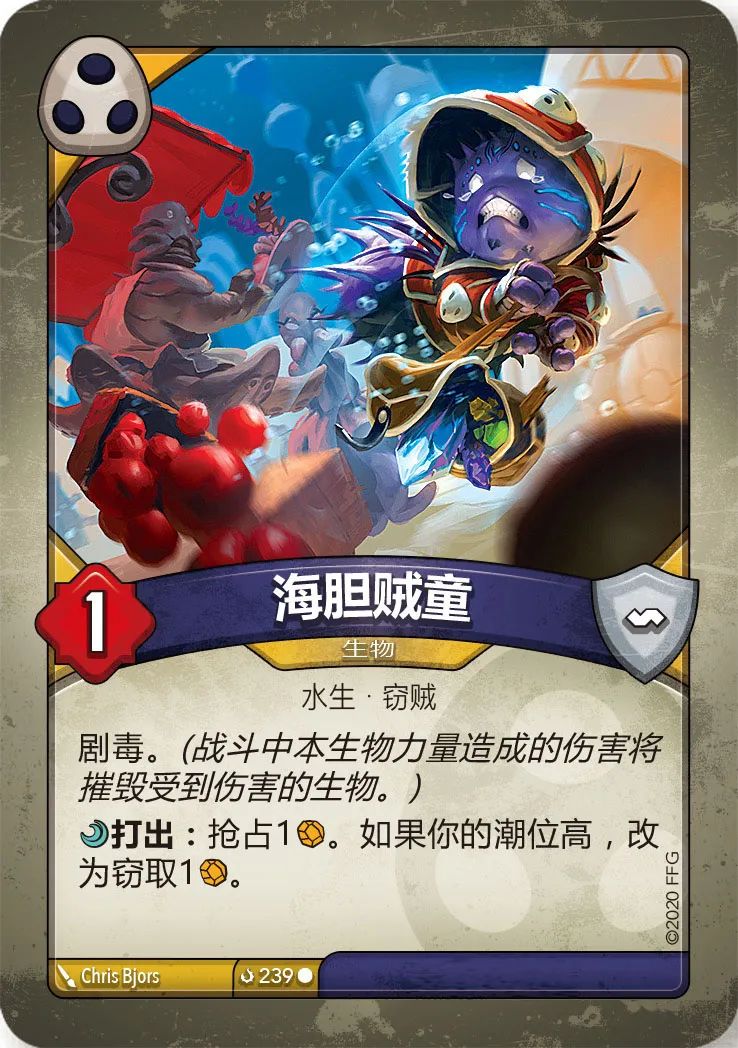 海胆贼童
1
生物
水生 · 窃贼
剧毒。(战斗中本生物力量造成的伤害将
摧毁受到伤害的生物。)
打出：抢占1。如果你的潮位高，改
为窃取1。
©2020 FFG
Chris Bjors
239